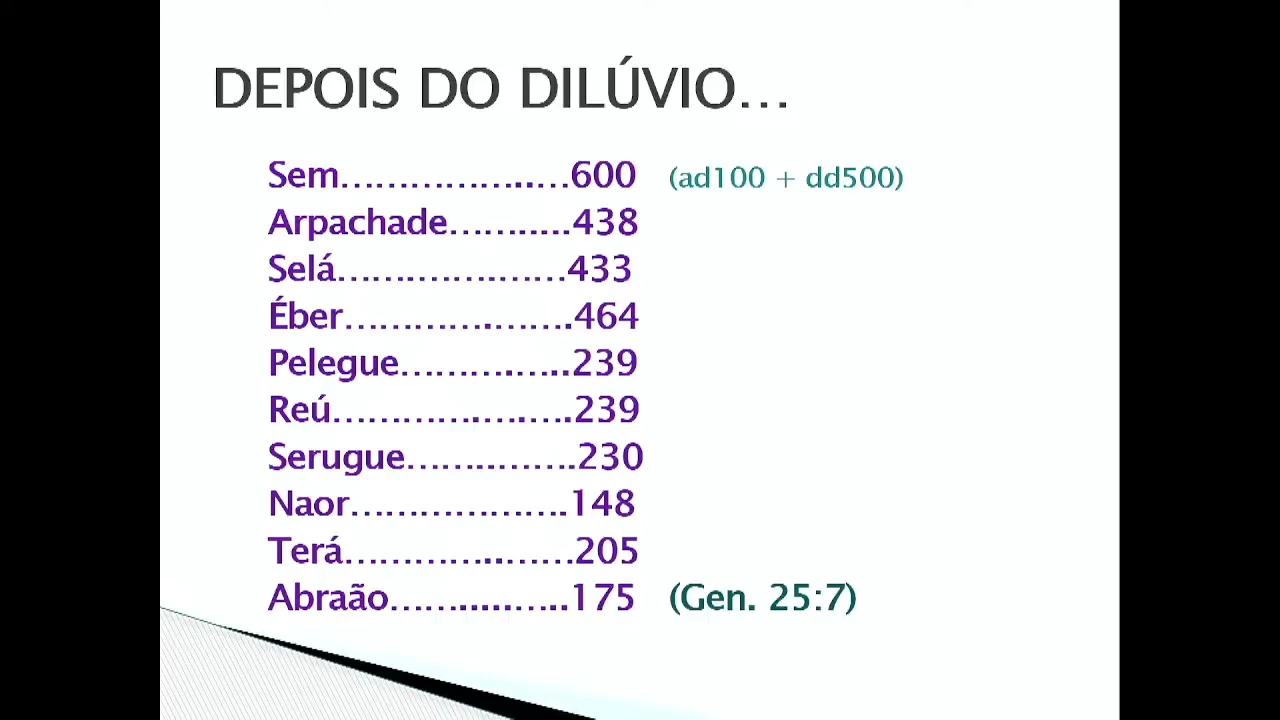 DEPOIS DO DILÚVIO...
Sem......................600 (ad100 + dd500)
Arpachade............438
Selá.......................433
Éber.......................464
Pelegue.................239
Reú........................239
Serugue.................230
Naor......................148
Terá.......................205
Abraão..................175 (Gen. 25:7)